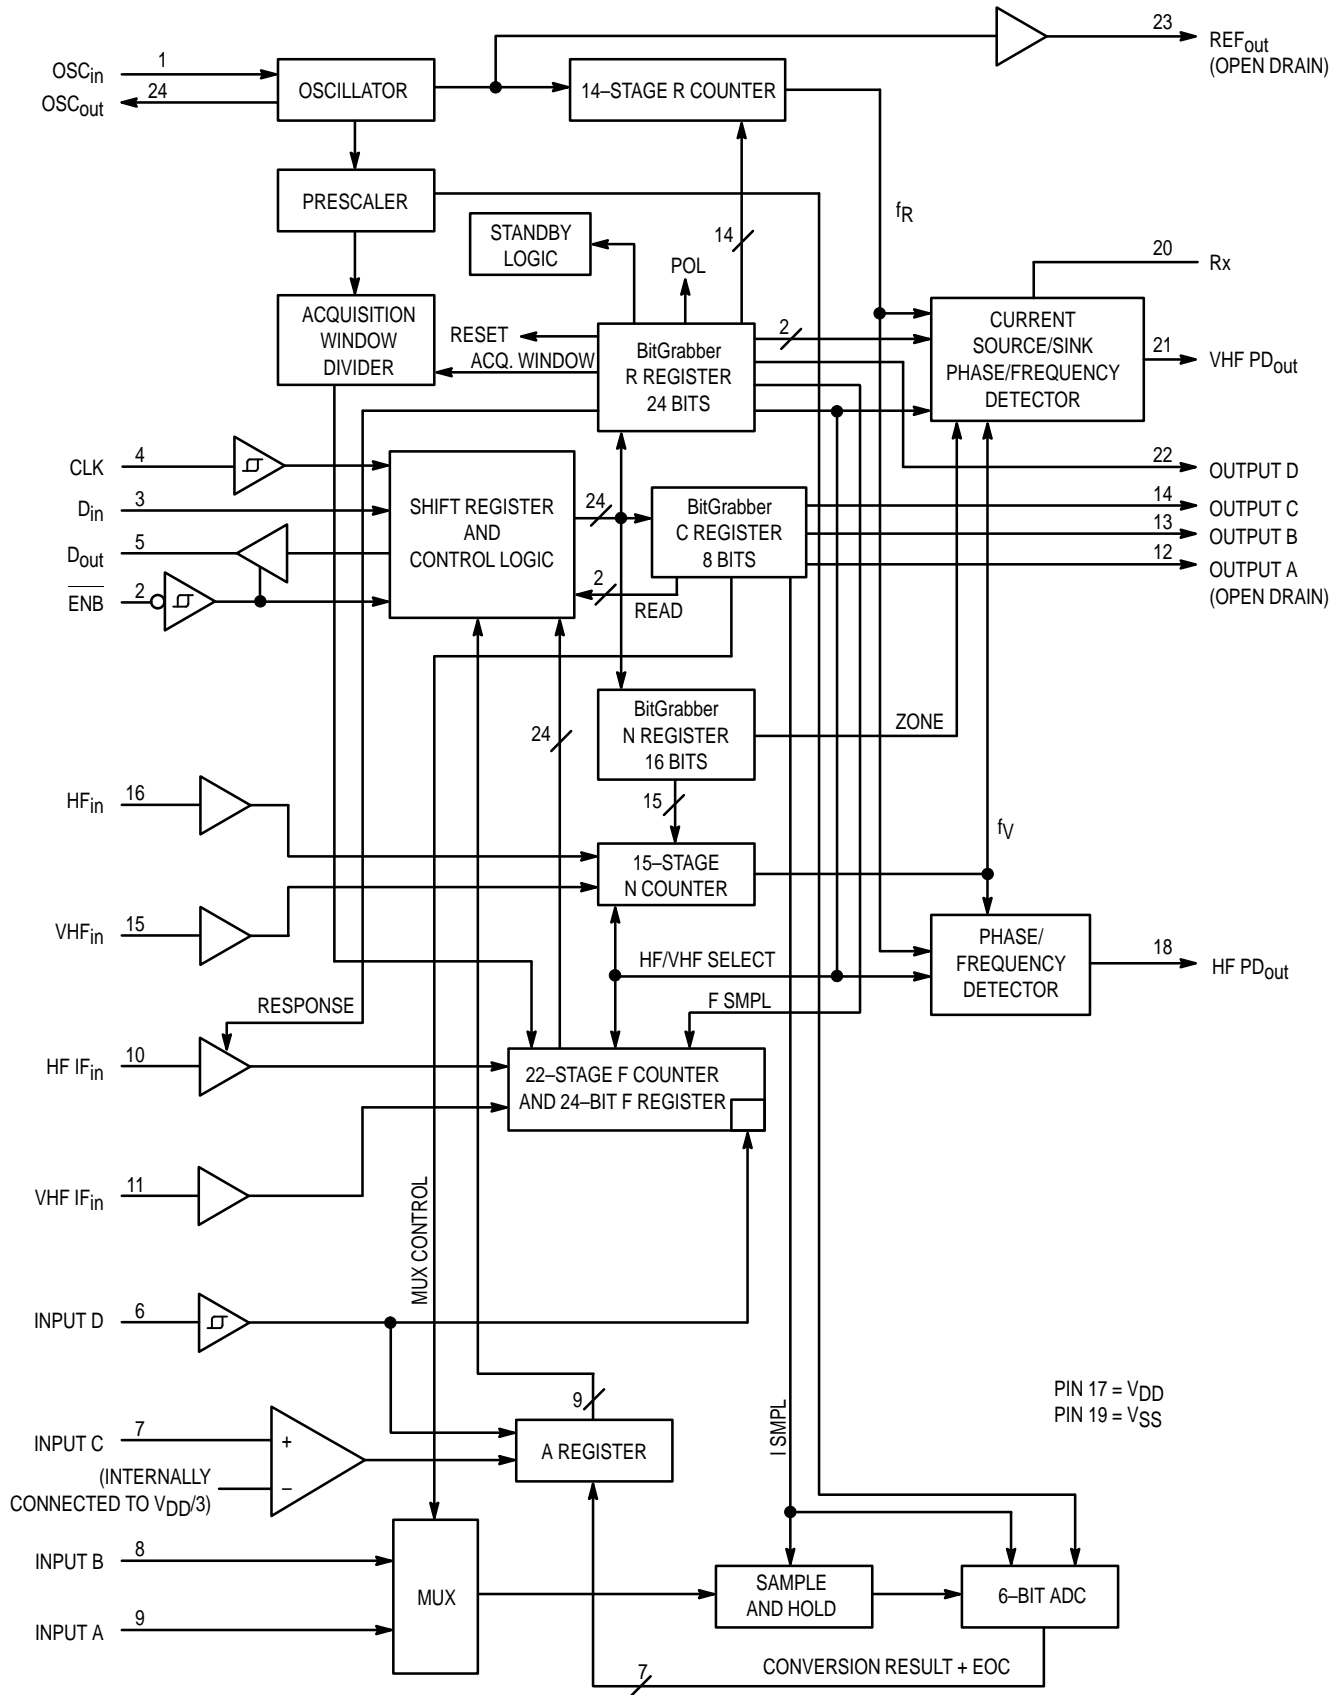 23
REFout
(OPEN DRAIN)
OSCin
1
24
OSCout
OSCILLATOR
14–STAGE R COUNTER
PRESCALER
fR
STANDBY
LOGIC
14
POL
20
Rx
ACQUISITION
WINDOW
DIVIDER
RESET
ACQ. WINDOW
BitGrabber
R REGISTER
24 BITS
2
CURRENT
SOURCE/SINK
PHASE/FREQUENCY
DETECTOR
21
VHF PDout
CLK
4
22
OUTPUT D
Din
3
SHIFT REGISTER
AND
CONTROL LOGIC
24
BitGrabber
C REGISTER
8 BITS
14
OUTPUT C
13
OUTPUT B
Dout
5
12
OUTPUT A
(OPEN DRAIN)
ENB
2
2
READ
BitGrabber
N REGISTER
16 BITS
ZONE
24
HFin
16
15
fV
15–STAGE
N COUNTER
VHFin
15
PHASE/
FREQUENCY
DETECTOR
18
HF PDout
HF/VHF SELECT
F SMPL
RESPONSE
HF IFin
10
22–STAGE F COUNTER
AND 24–BIT F REGISTER
VHF IFin
11
MUX CONTROL
INPUT D
6
PIN 17 = VDD
PIN 19 = VSS
9
INPUT C
7
+
–
(INTERNALLY
CONNECTED TO VDD/3)
A REGISTER
I SMPL
INPUT B
8
MUX
SAMPLE
AND HOLD
6–BIT ADC
INPUT A
9
7
CONVERSION RESULT + EOC